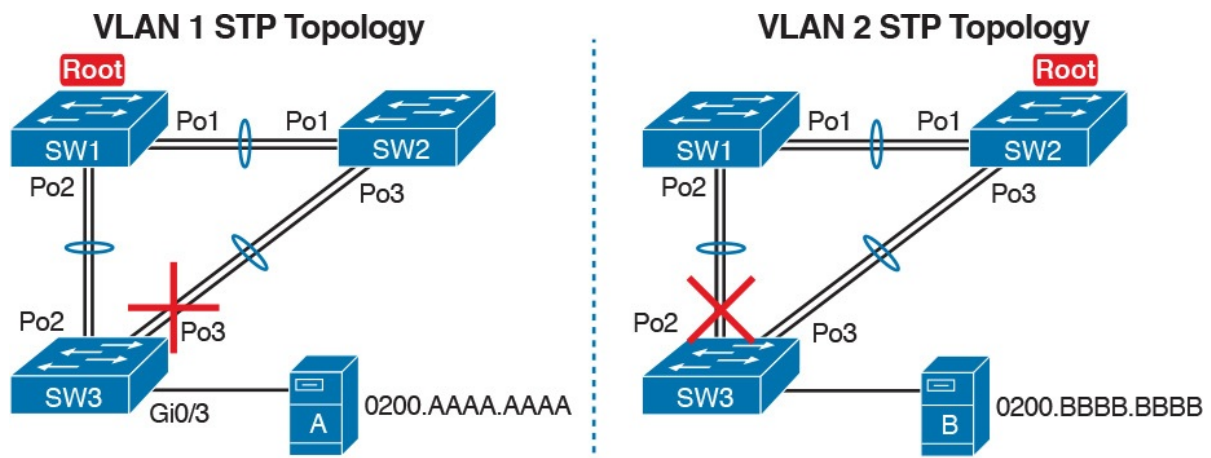 VLAN 1 STP Topology
Root
Po1
Po1
SW1
SW2
Po2
Po3
Po2
Po3
SW3
Gi0/3
A
0200.AAAA.AAAA
VLAN 2 STP Topology
Root
Po1
Po1
SW1
SW2
Po2
Po3
Po2
Po3
SW3
B
0200.BBBB.BBBB